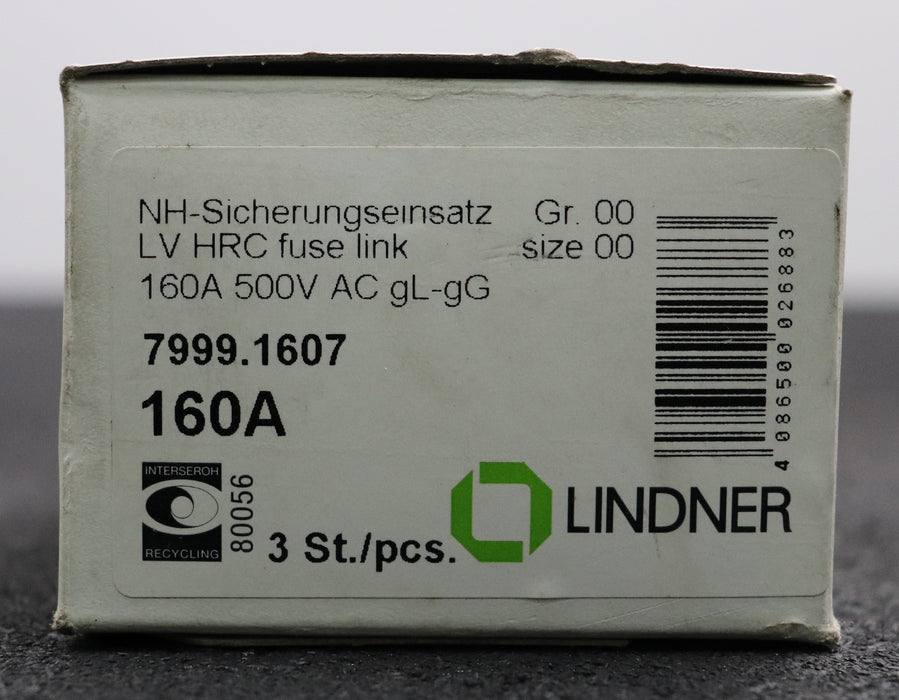 NH-Sicherungseinsatz Gr. 00
LV HRC fuse link size 00
160A 500V AC gL-gG
7999.1607
160A
4 086500 026883
INTERSEROH
RECYCLING
80056
3 St./pcs.
LINDNER